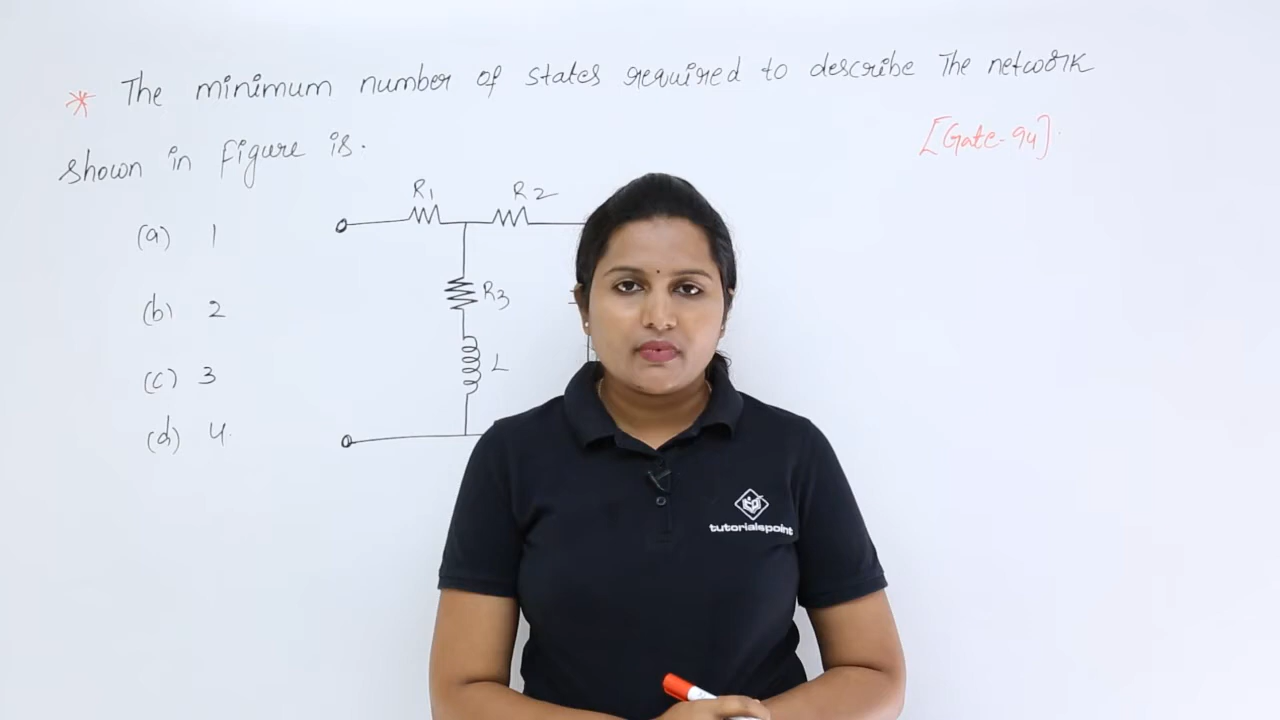 * The minimum number of states required to describe The network
shown in figure is.
[Gate-94].
(a) 1
(b) 2
(c) 3
(d) 4.
R1
R2
R3
L
tutorialspoint